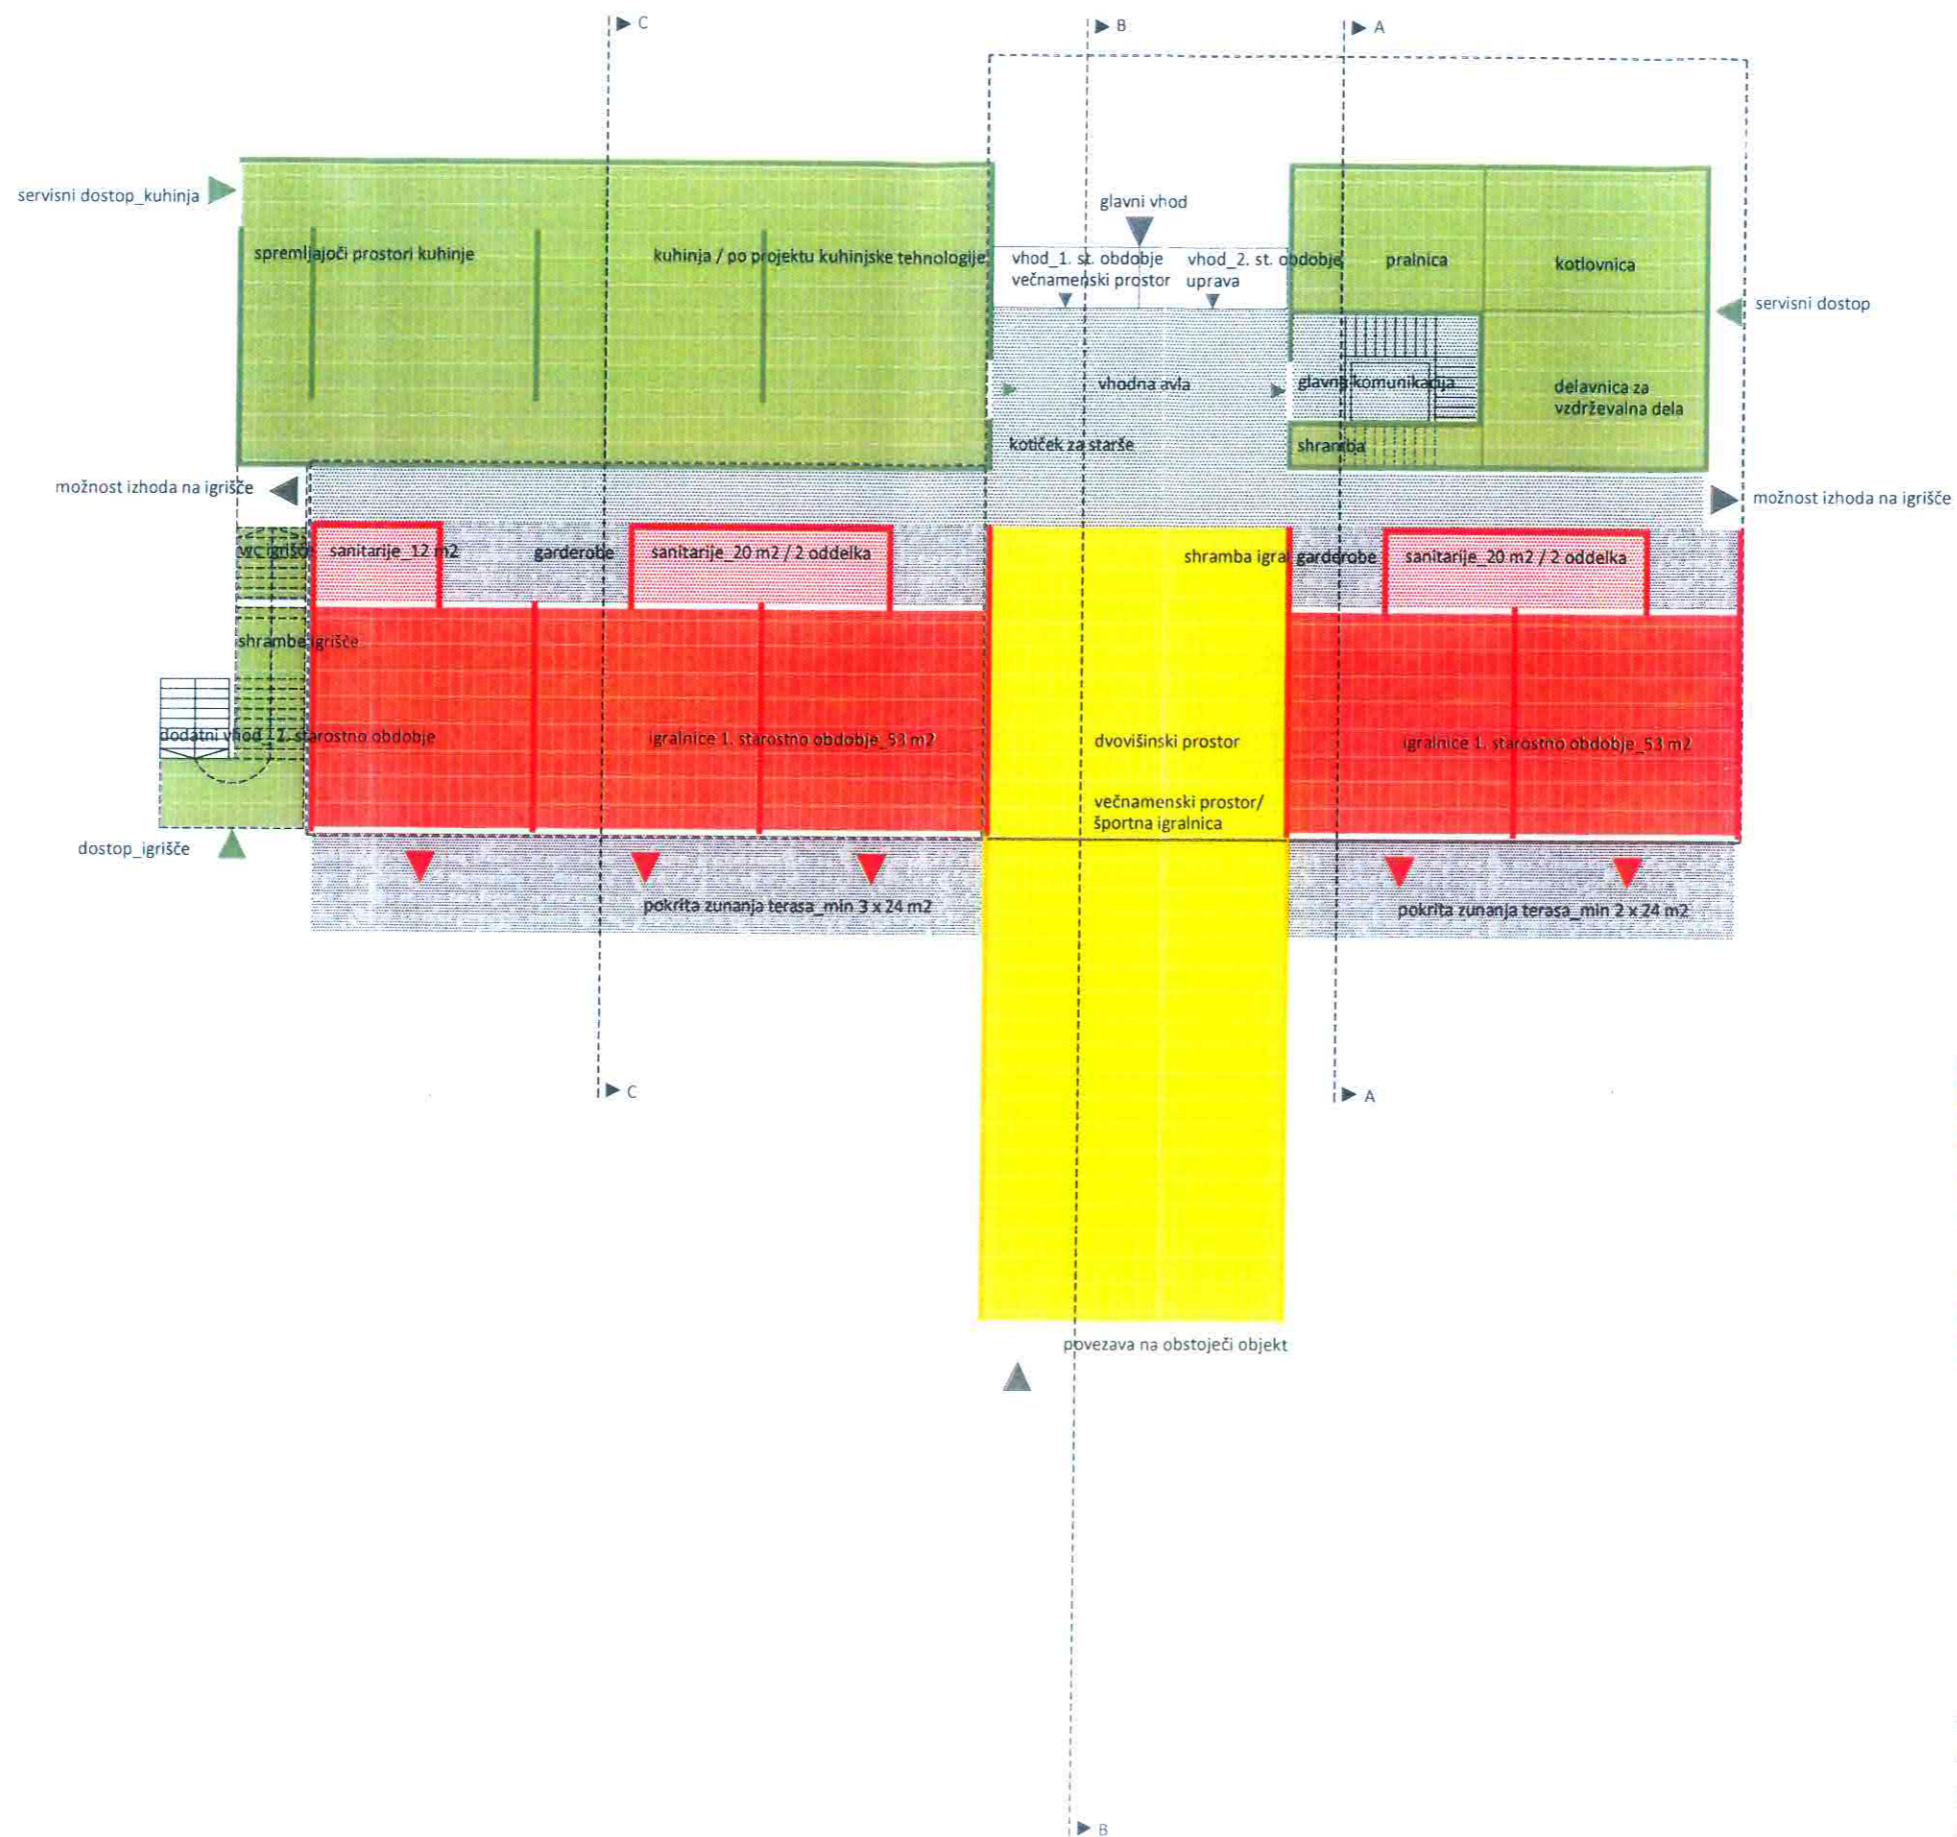 C
B
A
servisni dostop_kuhinja
glavni vhod
spremljajoči prostori kuhinje
kuhinja / po projektu kuhinjske tehnologije
vhod_1. st. obdobje
večnamenski prostor
vhod_2. st. obdobje
uprava
pralnica
kotlovnica
servisni dostop
vhodna avla
glavna komunikacija
delavnica za
vzdrževalna dela
kotiček za starše
shramba
možnost izhoda na igrišče
možnost izhoda na igrišče
wc igrišče
sanitarije_12 m2
garderobe
sanitarije_20 m2 / 2 oddelka
shramba igral
garderobe
sanitarije_20 m2 / 2 oddelka
shrambe igrišče
dodatni vhod_2. starostno obdobje
igralnice 1. starostno obdobje_53 m2
dvovišinski prostor
igralnice 1. starostno obdobje_53 m2
večnamenski prostor/
športna igralnica
dostop_igrišče
pokrita zunanja terasa_min 3 x 24 m2
pokrita zunanja terasa_min 2 x 24 m2
C
A
povezava na obstoječi objekt
B